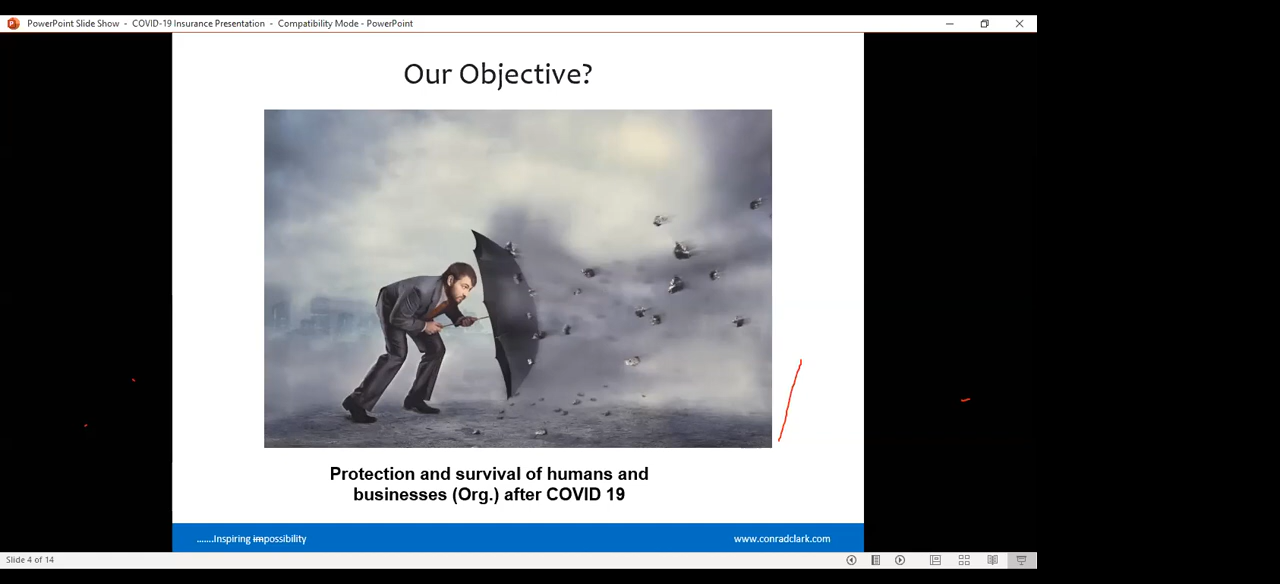 PowerPoint Slide Show - COVID-19 Insurance Presentation - Compatibility Mode - PowerPoint
Our Objective?
Protection and survival of humans and
businesses (Org.) after COVID 19
.......Inspiring impossibility
www.conradclark.com
Slide 4 of 14